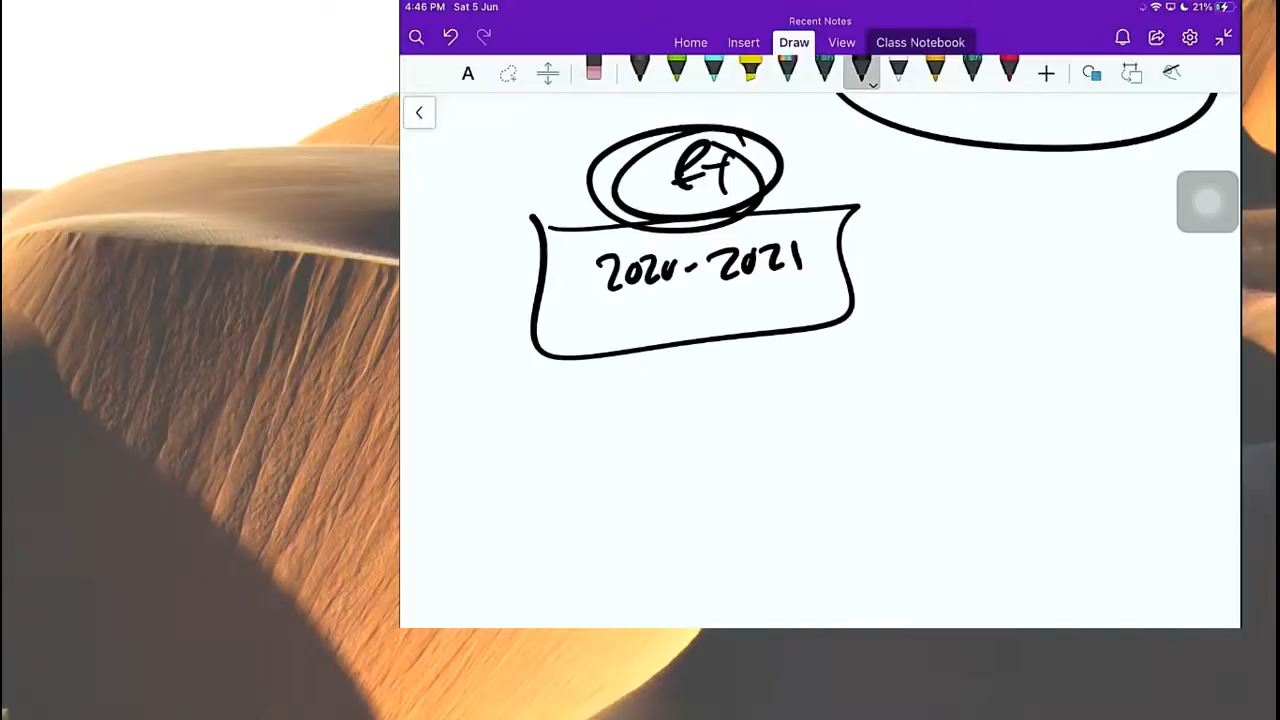 4:46 PM Sat 5 Jun
21%
Recent Notes
Home Insert Draw View Class Notebook
A
2020-2021